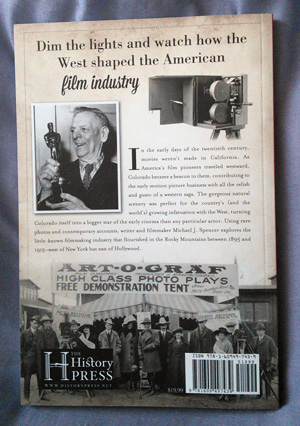 Dim the lights and watch how the
West shaped the American
film industry
In the early days of the twentieth century,
movies weren't made in California. As
America's film pioneers traveled westward,
Colorado became a beacon to them, contributing
to the early motion picture business with all the relish
and gusto of a western saga. The gorgeous natural
scenery was perfect for the country's (and the
world's) growing infatuation with the West, turning
Colorado itself into a bigger star of the early cinema than any particular actor. Using rare
photos and contemporary accounts, writer and filmmaker Michael J. Spencer explores the
little known filmmaking industry that flourished in the Rocky Mountains between 1895 and
1915—west of New York but east of Hollywood.
ART-O-GRAF
HIGH CLASS PHOTO PLAYS
FREE DEMONSTRATION TENT
THE
History
PRESS
WWW.HISTORYPRESS.NET
$19.99